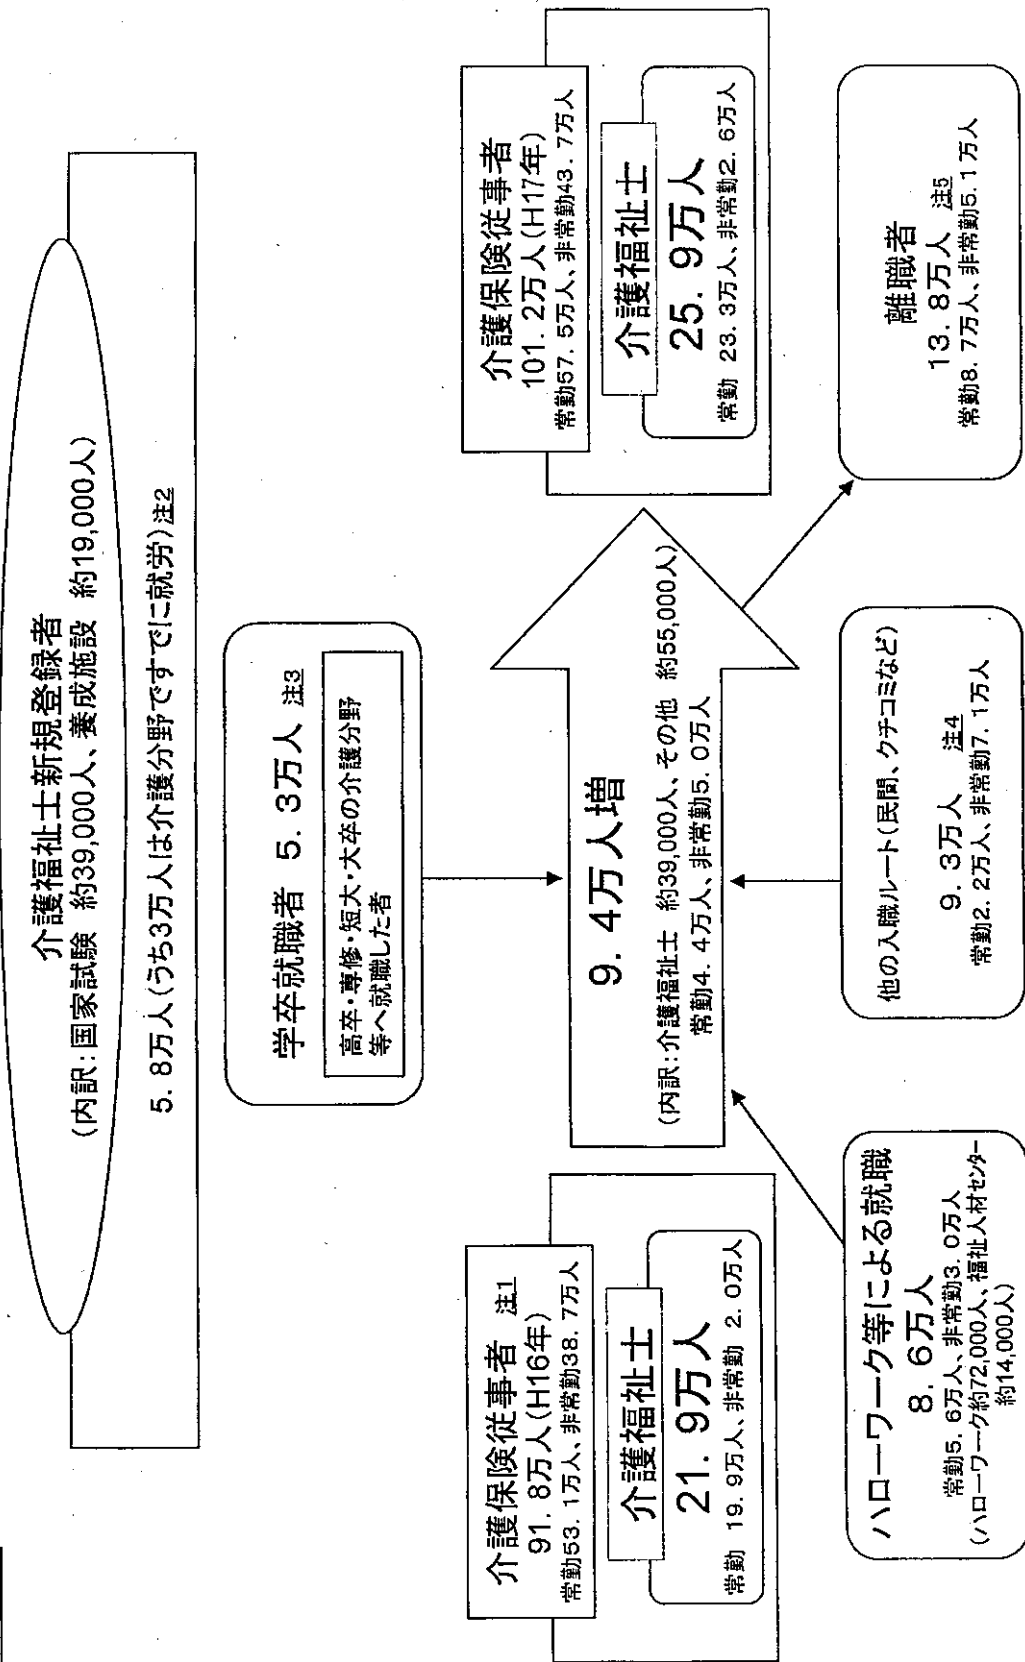 介護福祉士新規登録者
(内訳:国家試験 約39,000人、養成施設 約19,000人)
5.8万人(うち3万人は介護分野ですでに就労)注2
学卒就職者 5.3万人 注3
高卒・専修・短大・大卒の介護分野
等へ就職した者
介護保険従事者 注1
91.8万人(H16年)
常勤53.1万人、非常勤38.7万人
介護福祉士
21.9万人
常勤 19.9万人、非常勤 2.0万人
9.4万人増
(内訳:介護福祉士 約39,000人、その他 約55,000人)
常勤4.4万人、非常勤5.0万人
介護保険従事者
101.2万人(H17年)
常勤57.5万人、非常勤43.7万人
介護福祉士
25.9万人
常勤 23.3万人、非常勤2.6万人
ハローワーク等による就職
8.6万人
常勤5.6万人、非常勤3.0万人
(ハローワーク約72,000人、福祉人材センター
約14,000人)
他の入職ルート(民間、クチコミなど)
9.3万人 注4
常勤2.2万人、非常勤7.1万人
離職者
13.8万人 注5
常勤8.7万人、非常勤5.1万人